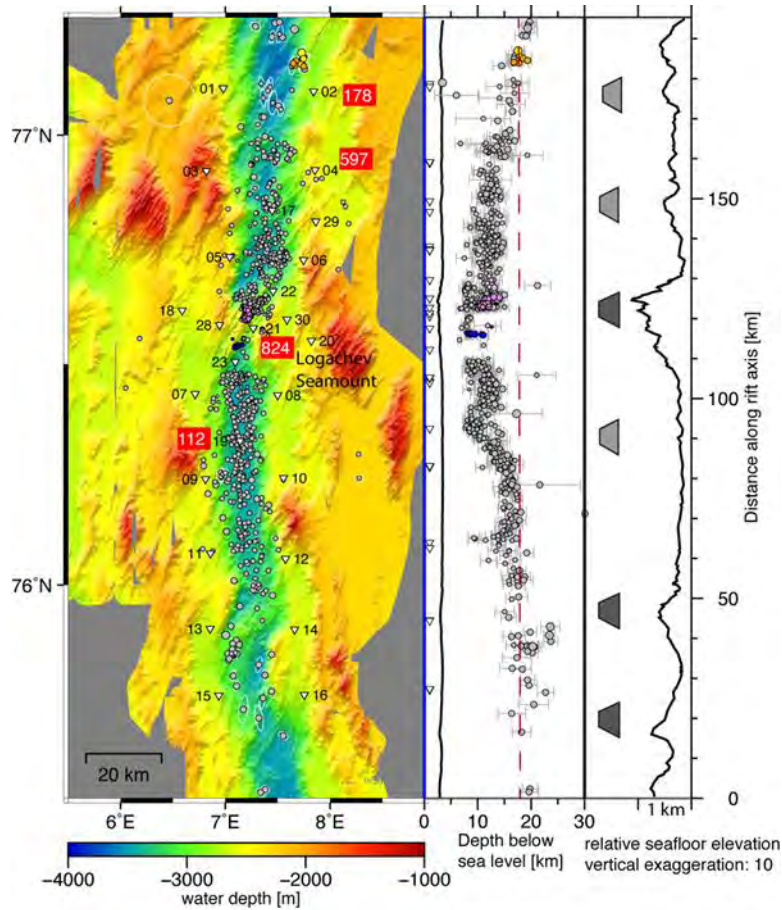 01
02
178
77°N
597
03
04
17
29
05
06
22
18
28
21
30
20
824
Logachev
Seamount
23
07
08
112
19
09
10
76°N
11
12
13
14
15
16
20 km
6°E
7°E
8°E
0
10
20
30
150
100
50
0
Distance along rift axis [km]
1 km
Depth below
sea level [km]
relative seafloor elevation
vertical exaggeration: 10
−4000
−3000
−2000
−1000
water depth [m]